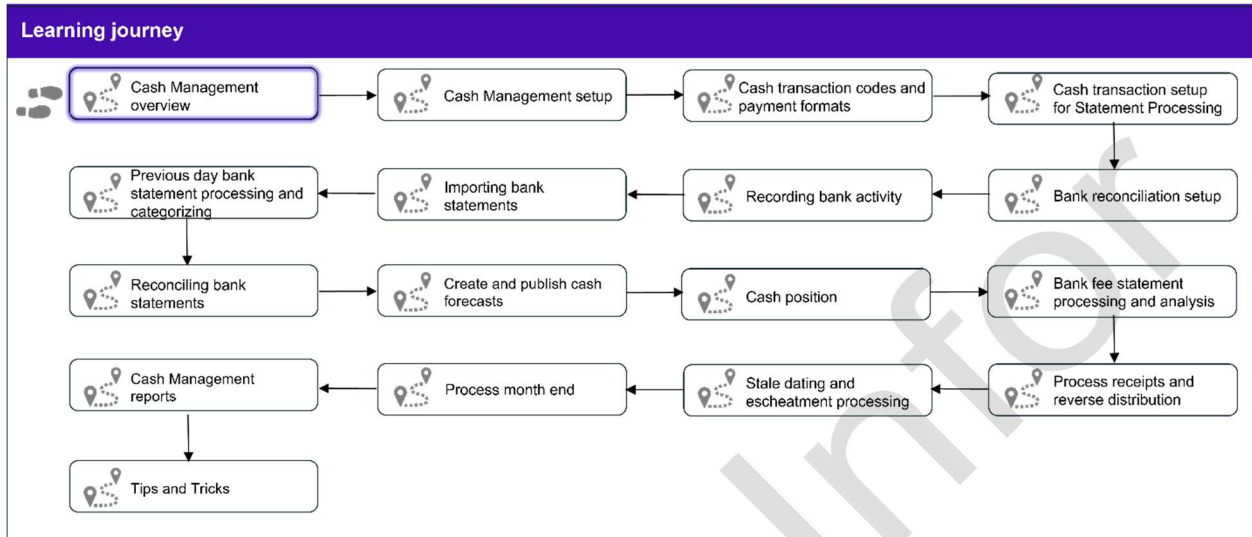 Learning journey
Cash Management
overview
Cash Management setup
Cash transaction codes and
payment formats
Cash transaction setup
for Statement Processing
Previous day bank
statement processing and
categorizing
Importing bank
statements
Recording bank activity
Bank reconciliation setup
Reconciling bank
statements
Create and publish cash
forecasts
Cash position
Bank fee statement
processing and analysis
Cash Management
reports
Process month end
Stale dating and
escheatment processing
Process receipts and
reverse distribution
Tips and Tricks
Infor